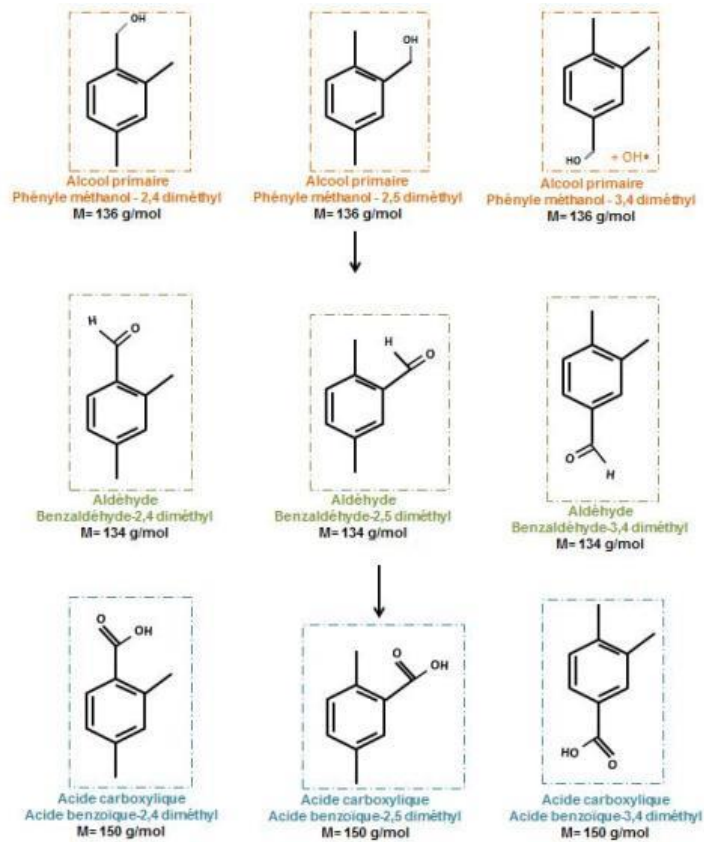 OH
OH
HO
+ OH•
Alcool primaire
Phényle méthanol - 2,4 diméthyl
M= 136 g/mol
Alcool primaire
Phényle méthanol - 2,5 diméthyl
M= 136 g/mol
Alcool primaire
Phényle méthanol - 3,4 diméthyl
M= 136 g/mol
H
O
H
O
O
H
Aldéhyde
Benzaldéhyde-2,4 diméthyl
M= 134 g/mol
Aldéhyde
Benzaldéhyde-2,5 diméthyl
M= 134 g/mol
Aldéhyde
Benzaldéhyde-3,4 diméthyl
M= 134 g/mol
O
OH
O
OH
HO
O
Acide carboxylique
Acide benzoïque-2,4 diméthyl
M= 150 g/mol
Acide carboxylique
Acide benzoïque-2,5 diméthyl
M= 150 g/mol
Acide carboxylique
Acide benzoïque-3,4 diméthyl
M= 150 g/mol